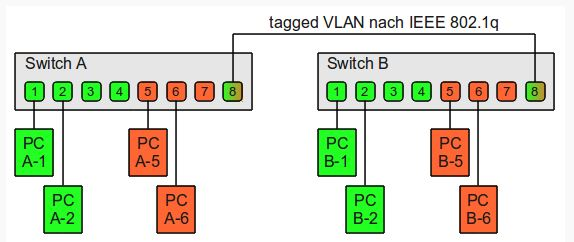 tagged VLAN nach IEEE 802.1q
Switch A
1 2 3 4 5 6 7 8
PC
A-1
PC
A-2
PC
A-5
PC
A-6
Switch B
1 2 3 4 5 6 7 8
PC
B-1
PC
B-2
PC
B-5
PC
B-6